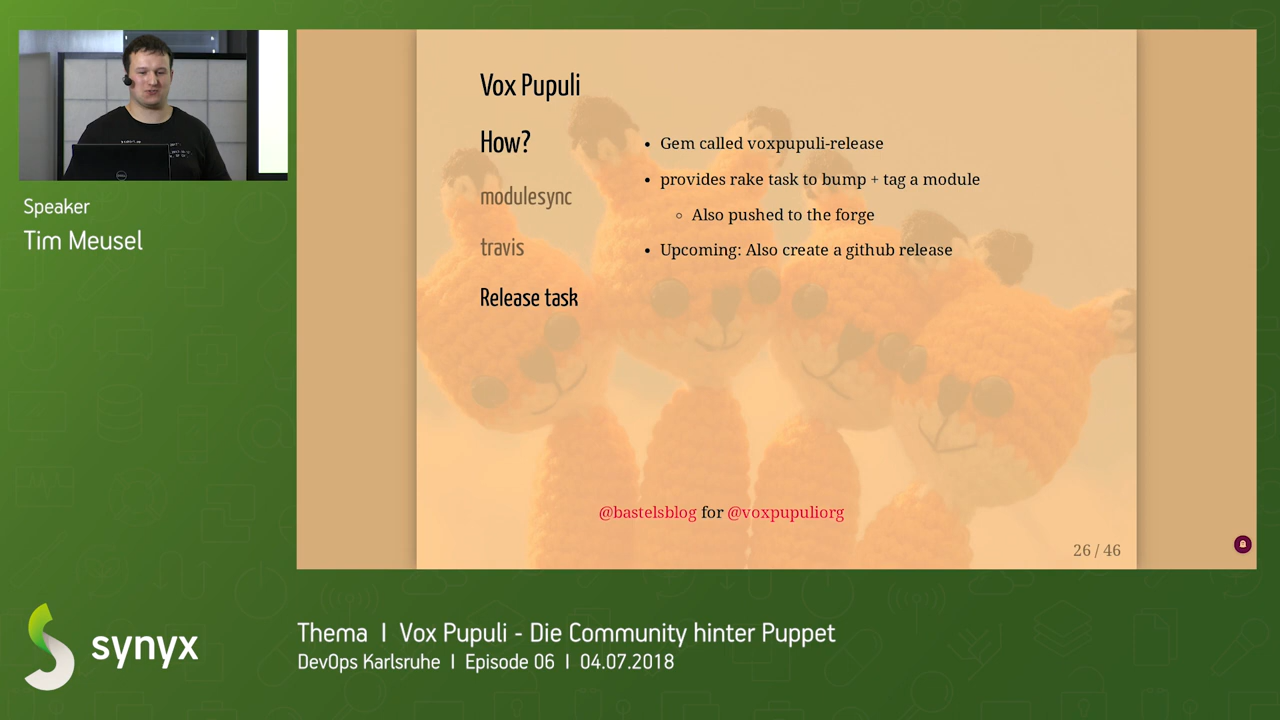 Speaker
Tim Meusel
Vox Pupuli
How?
modulesync
travis
Release task
• Gem called voxpupuli-release
• provides rake task to bump + tag a module
◦ Also pushed to the forge
• Upcoming: Also create a github release
@bastelsblog for @voxpupuliorg
26 / 46
synyx
Thema I Vox Pupuli - Die Community hinter Puppet
DevOps Karlsruhe I Episode 06 I 04.07.2018